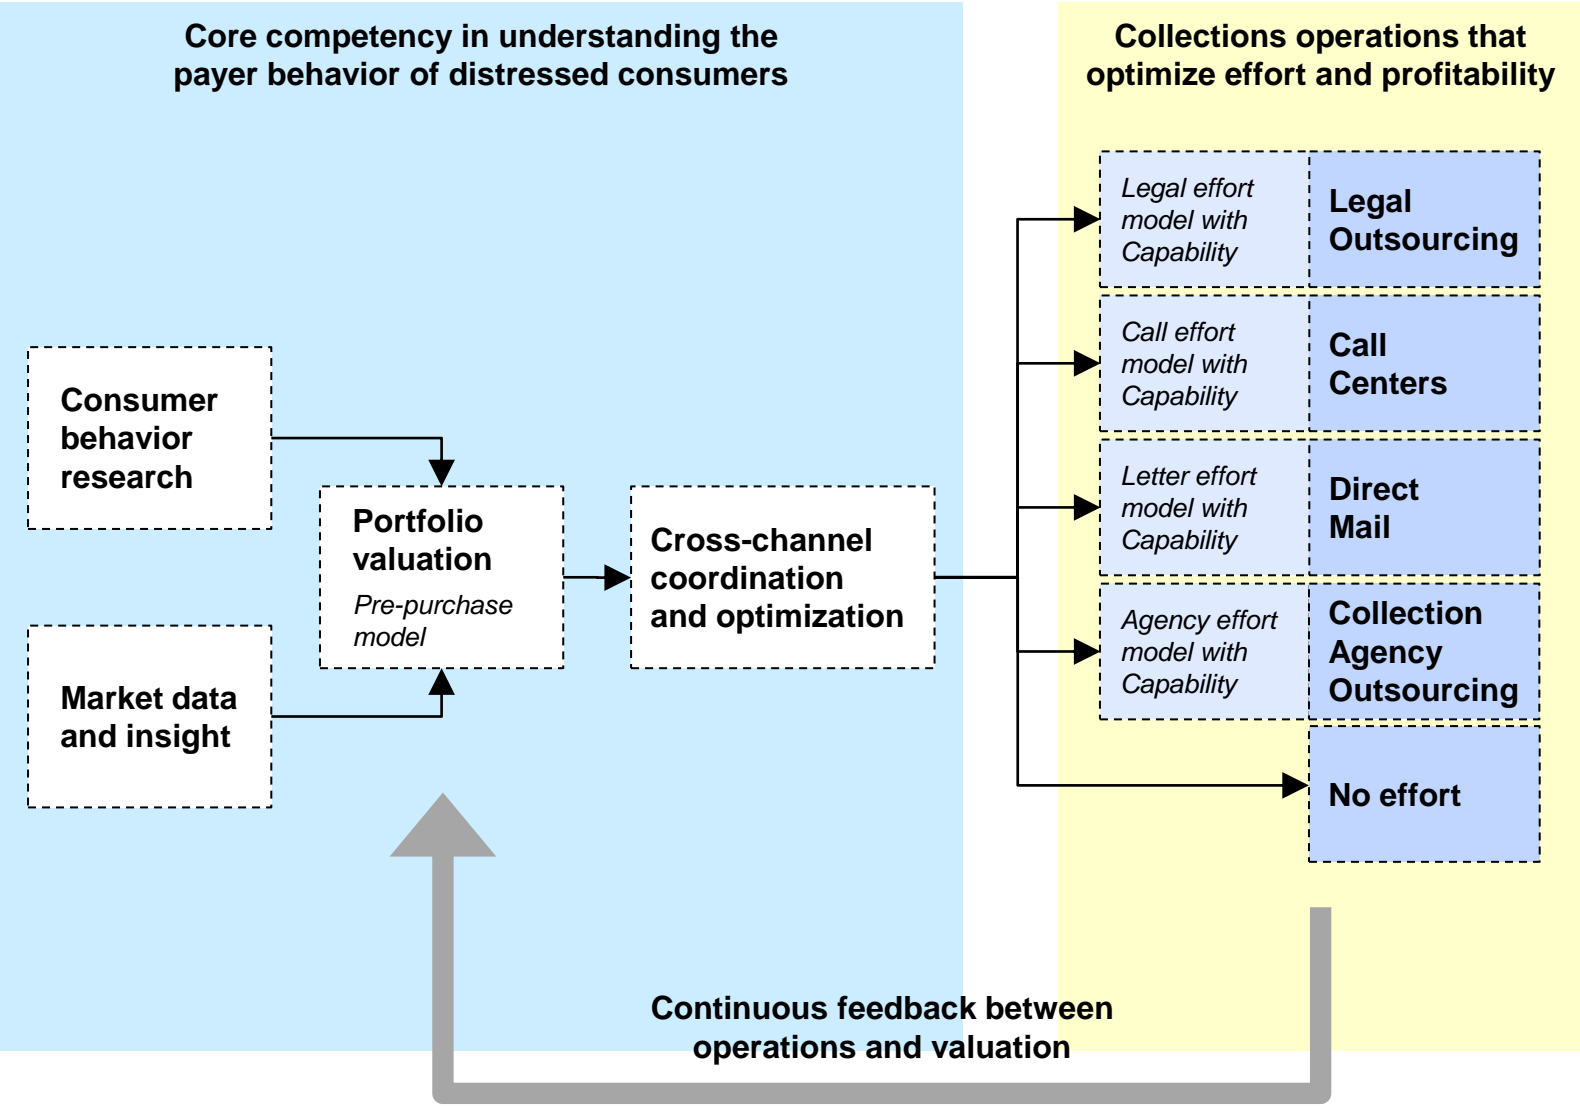 Core competency in understanding the
payer behavior of distressed consumers
Collections operations that
optimize effort and profitability
Consumer
behavior
research
Market data
and insight
Portfolio
valuation
Pre-purchase
model
Cross-channel
coordination
and optimization
Legal effort
model with
Capability
Legal
Outsourcing
Call effort
model with
Capability
Call
Centers
Letter effort
model with
Capability
Direct
Mail
Agency effort
model with
Capability
Collection
Agency
Outsourcing
No effort
Continuous feedback between
operations and valuation